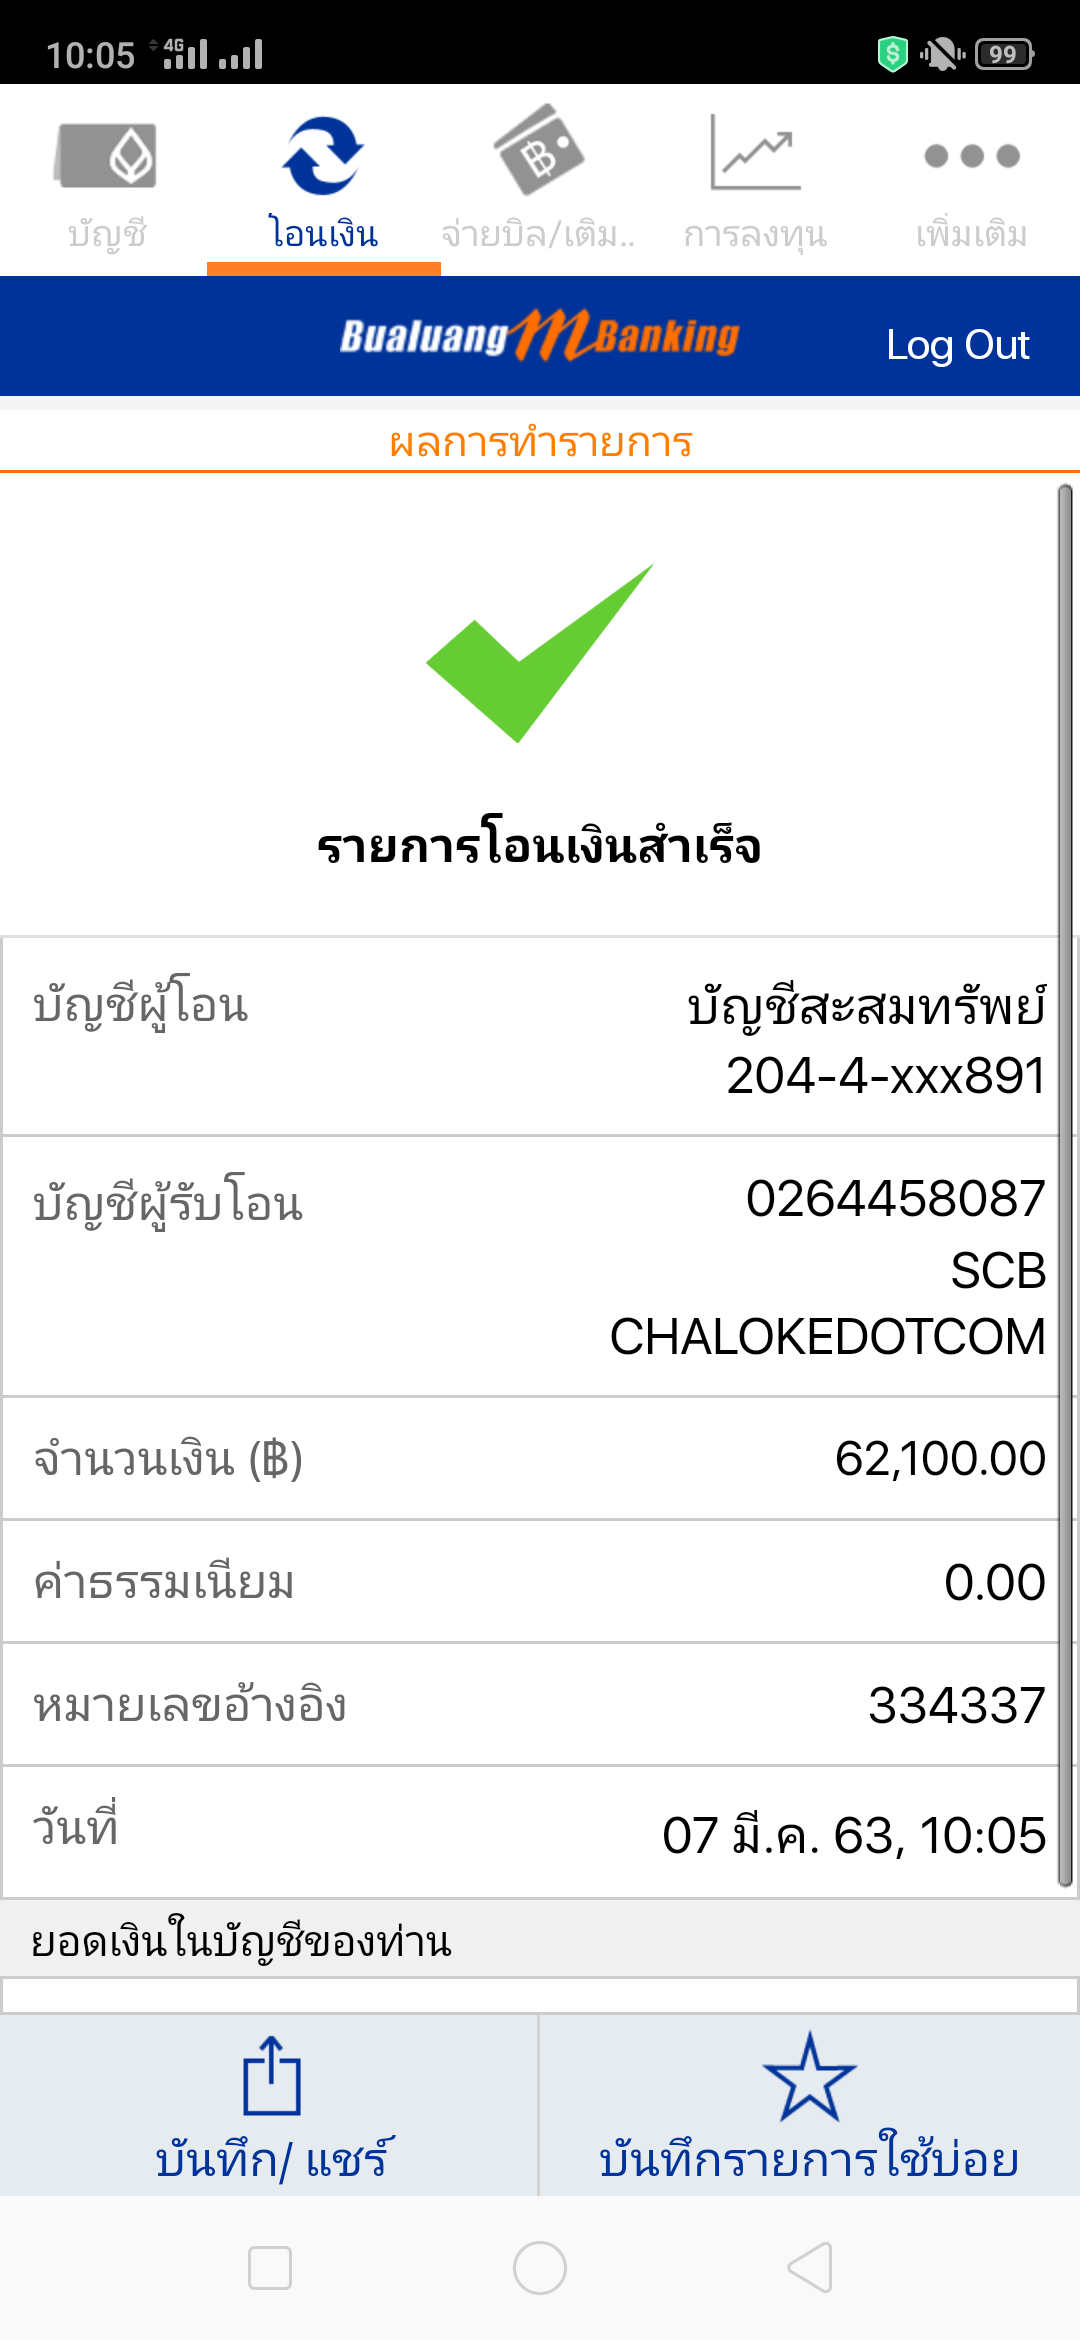 10:05 4G 99
บัญชี โอนเงิน จ่ายบิล/เติม.. การลงทุน เพิ่มเติม
Bualuang mBanking Log Out
ผลการทำรายการ
รายการโอนเงินสำเร็จ
บัญชีผู้โอน บัญชีสะสมทรัพย์
204-4-xxx891
บัญชีผู้รับโอน 0264458087
SCB
CHALOKEDOTCOM
จำนวนเงิน (฿) 62,100.00
ค่าธรรมเนียม 0.00
หมายเลขอ้างอิง 334337
วันที่ 07 มี.ค. 63, 10:05
ยอดเงินในบัญชีของท่าน
บันทึก/ แชร์ บันทึกรายการใช้บ่อย